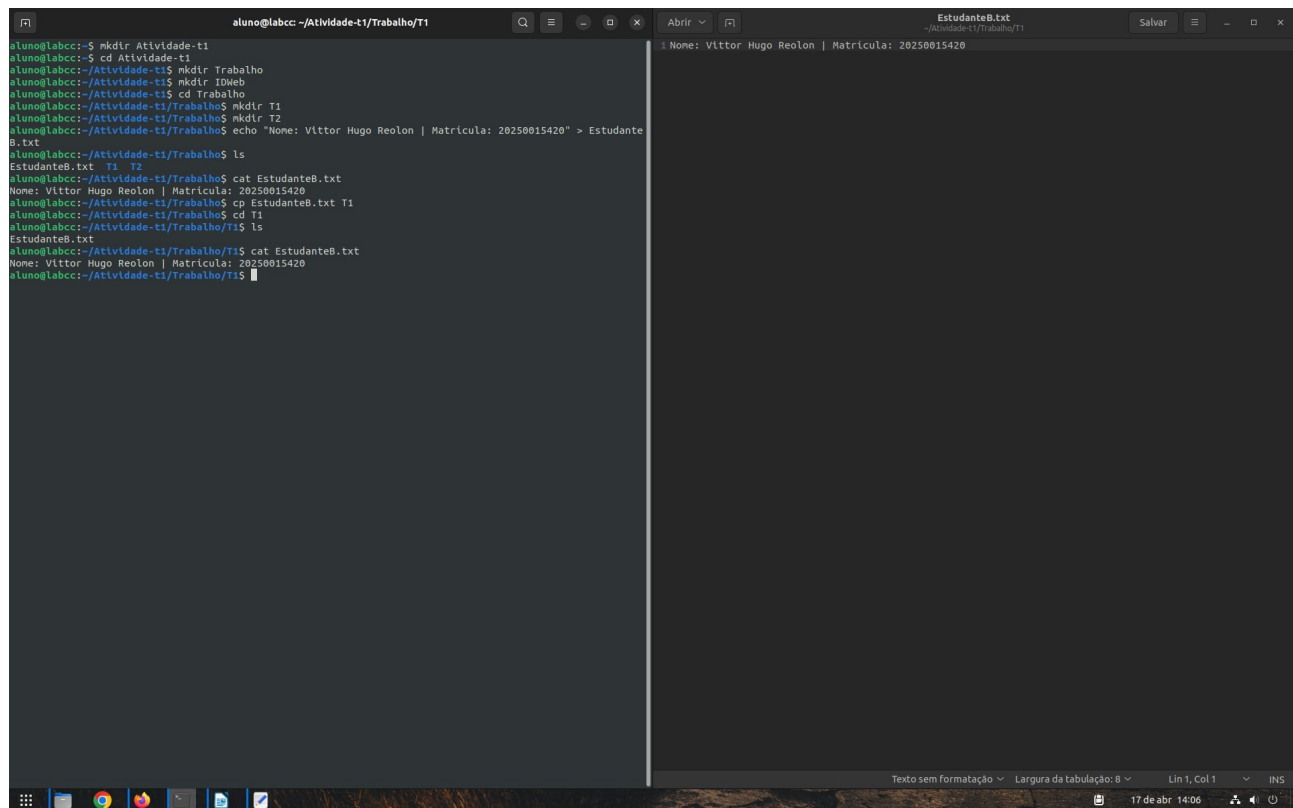 aluno@labcc: ~/Atividade-t1/Trabalho/T1
aluno@labcc:~$ mkdir Atividade-t1
aluno@labcc:~$ cd Atividade-t1
aluno@labcc:~/Atividade-t1$ mkdir Trabalho
aluno@labcc:~/Atividade-t1$ mkdir IDWeb
aluno@labcc:~/Atividade-t1$ cd Trabalho
aluno@labcc:~/Atividade-t1/Trabalho$ mkdir T1
aluno@labcc:~/Atividade-t1/Trabalho$ mkdir T2
aluno@labcc:~/Atividade-t1/Trabalho$ echo "Nome: Vittor Hugo Reolon | Matricula: 20250015420" > Estudante
B.txt
aluno@labcc:~/Atividade-t1/Trabalho$ ls
EstudanteB.txt T1 T2
aluno@labcc:~/Atividade-t1/Trabalho$ cat EstudanteB.txt
Nome: Vittor Hugo Reolon | Matricula: 20250015420
aluno@labcc:~/Atividade-t1/Trabalho$ cp EstudanteB.txt T1
aluno@labcc:~/Atividade-t1/Trabalho$ cd T1
aluno@labcc:~/Atividade-t1/Trabalho/T1$ ls
EstudanteB.txt
aluno@labcc:~/Atividade-t1/Trabalho/T1$ cat EstudanteB.txt
Nome: Vittor Hugo Reolon | Matricula: 20250015420
aluno@labcc:~/Atividade-t1/Trabalho/T1$
Abrir
EstudanteB.txt
~/Atividade-t1/Trabalho/T1
Salvar
1 Nome: Vittor Hugo Reolon | Matricula: 20250015420
Texto sem formatação Largura da tabulação: 8 Lin 1, Col 1 INS
17 de abr 14:06